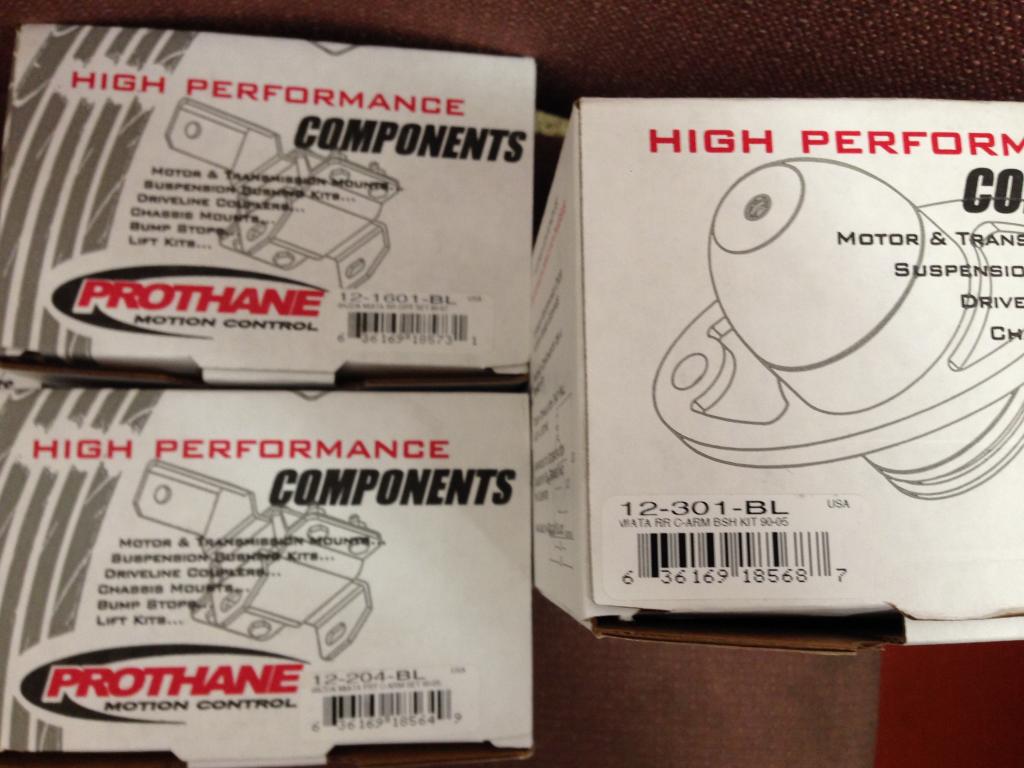 HIGH PERFORMANCE
COMPONENTS
MOTOR & TRANSMISSION MOUNTS...
SUSPENSION BUSHING KITS...
DRIVELINE COUPLERS...
CHASSIS MOUNTS...
BUMP STOPS...
LIFT KITS...
PROTHANE
MOTION CONTROL
12-1601-BL USA
6 36169 18573 1
HIGH PERFORMANCE
COMPONENTS
MOTOR & TRANSMISSION MOUNTS...
SUSPENSION BUSHING KITS...
DRIVELINE COUPLERS...
CHASSIS MOUNTS...
BUMP STOPS...
LIFT KITS...
PROTHANE
MOTION CONTROL
12-204-BL USA
6 36169 18564 9
HIGH PERFORM
CO
MOTOR & TRANS
SUSPENSIO
DRIVE
CH
12-301-BL USA
MIATA RR C-ARM BSH KIT 90-05
6 36169 18568 7